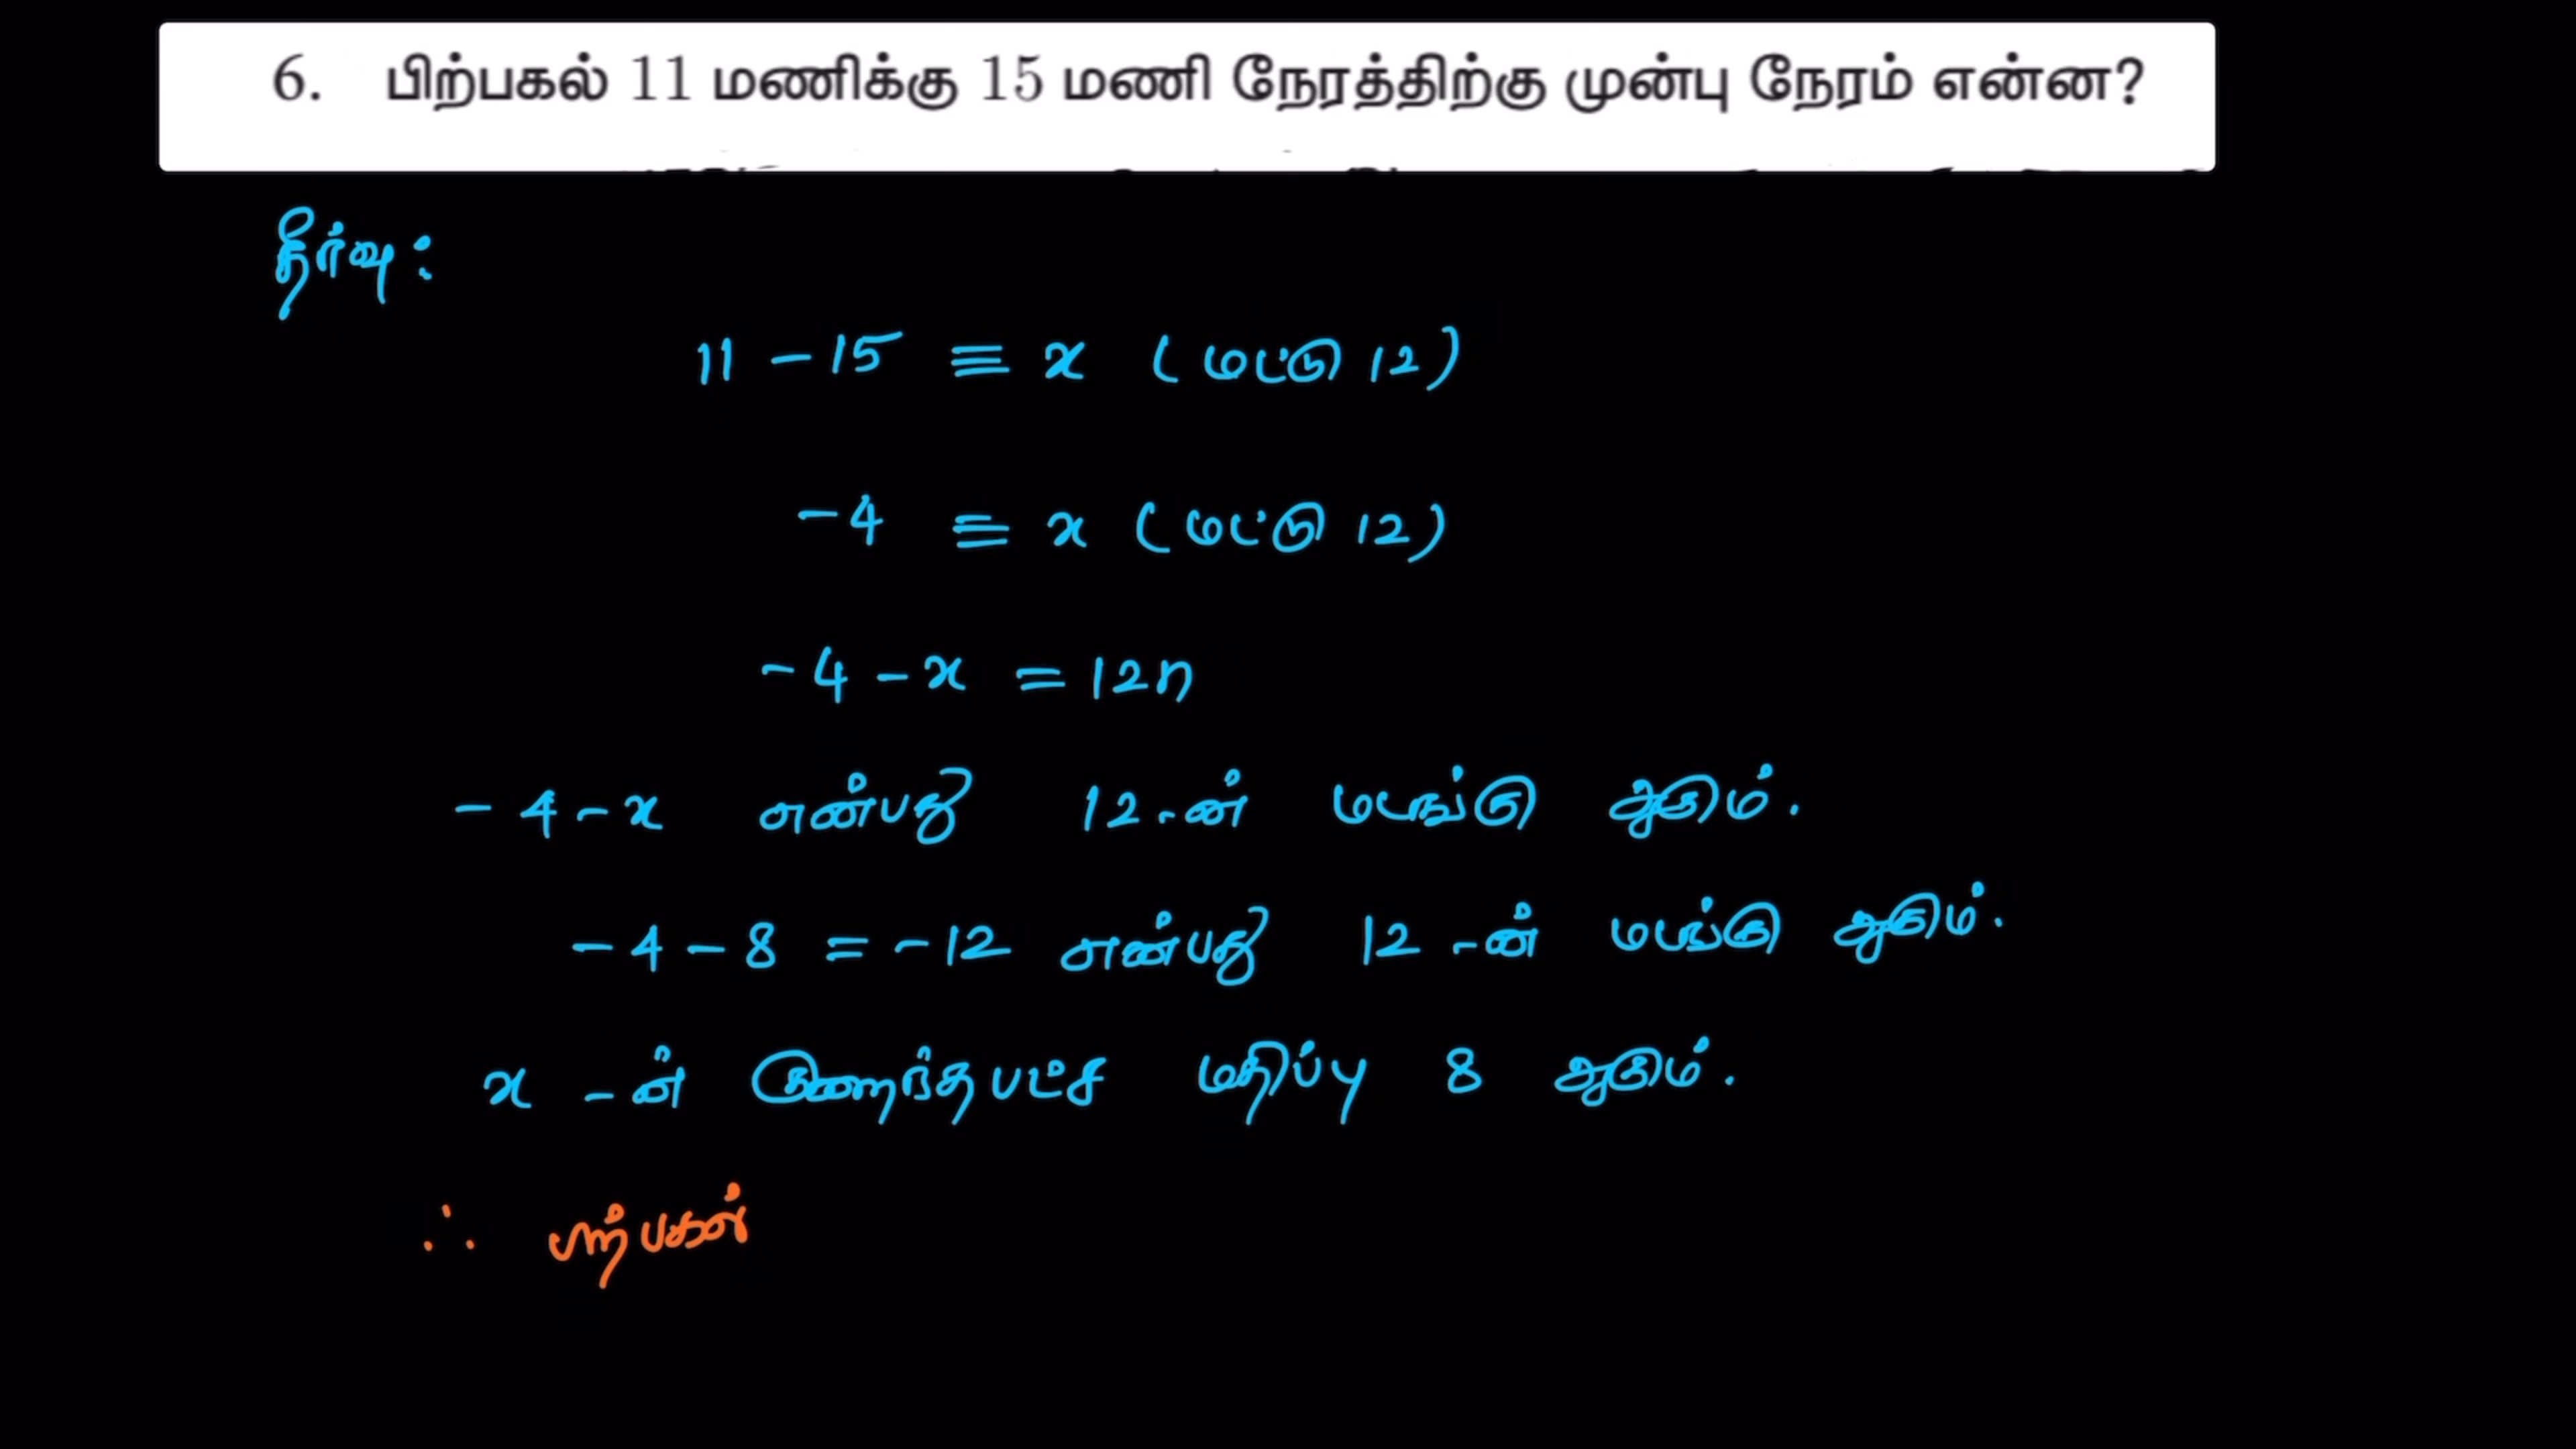 6. பிற்பகல் 11 மணிக்கு 15 மணி நேரத்திற்கு முன்பு நேரம் என்ன?
தீர்வு :
11 - 15 ≡ x ( மட்டு 12 )
-4 ≡ x ( மட்டு 12 )
-4 - x = 12n
-4 - x என்பது 12-ன் மடங்கு ஆகும்.
-4 - 8 = -12 என்பது 12 -ன் மடங்கு ஆகும்.
x -ன் குறைந்தபட்ச மதிப்பு 8 ஆகும்.
∴ பிற்பகல்